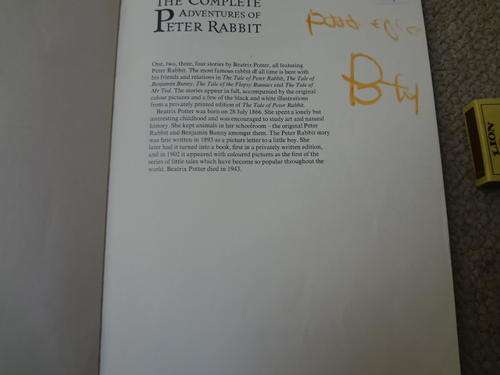 THE COMPLETE
ADVENTURES OF
PETER RABBIT
One, two, three, four stories by Beatrix Potter, all featuring
Peter Rabbit. The most famous rabbit of all time is here with
his friends and relations in The Tale of Peter Rabbit, The Tale of
Benjamin Bunny, The Tale of the Flopsy Bunnies and The Tale of
Mr Tod. The stories appear in full, accompanied by the original
colour pictures and a few of the black and white illustrations
from a privately printed edition of The Tale of Peter Rabbit.
Beatrix Potter was born on 28 July 1866. She spent a lonely but
interesting childhood and was encouraged to study art and natural
history. She kept animals in her schoolroom – the original Peter
Rabbit and Benjamin Bunny amongst them. The Peter Rabbit story
was first written in 1893 as a picture letter to a little boy. She
later had it turned into a book, first in a privately written edition,
and in 1902 it appeared with coloured pictures as the first of the
series of little tales which have become so popular throughout the
world. Beatrix Potter died in 1943.
LION